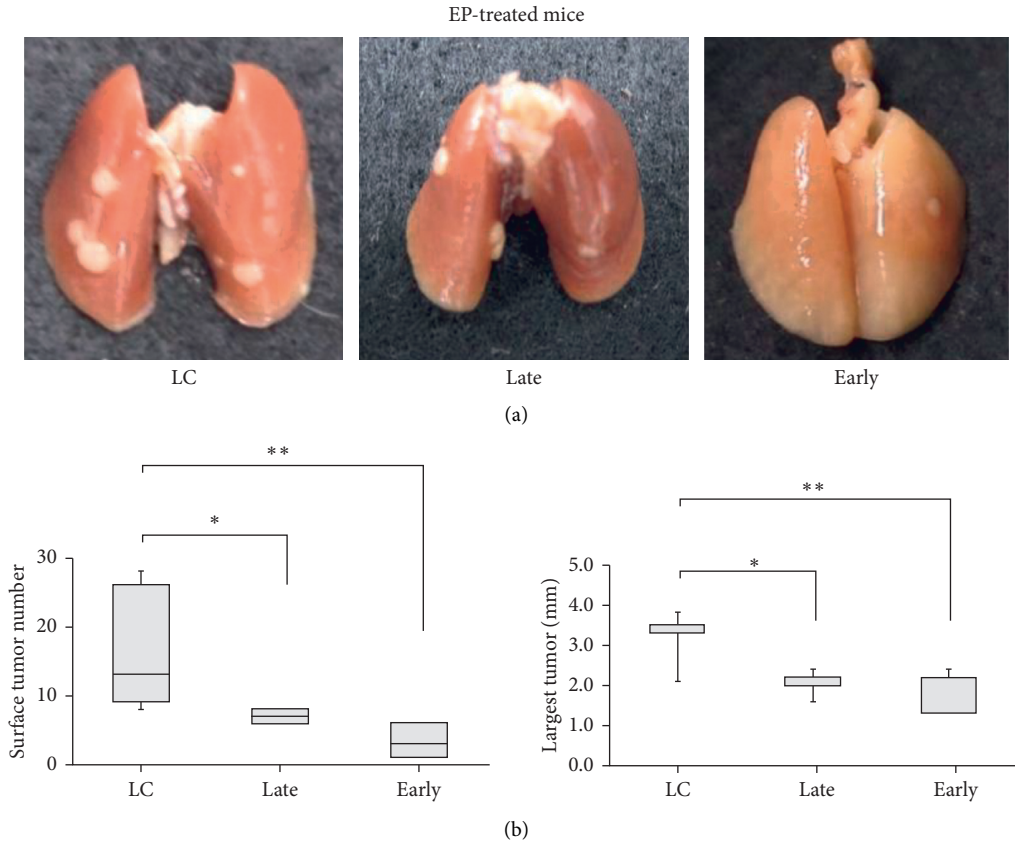 EP-treated mice
LC
Late
Early
(a)
Surface tumor number
30
20
10
0
**
*
LC
Late
Early
Largest tumor (mm)
5.0
4.0
3.0
2.0
1.0
0.0
**
*
LC
Late
Early
(b)